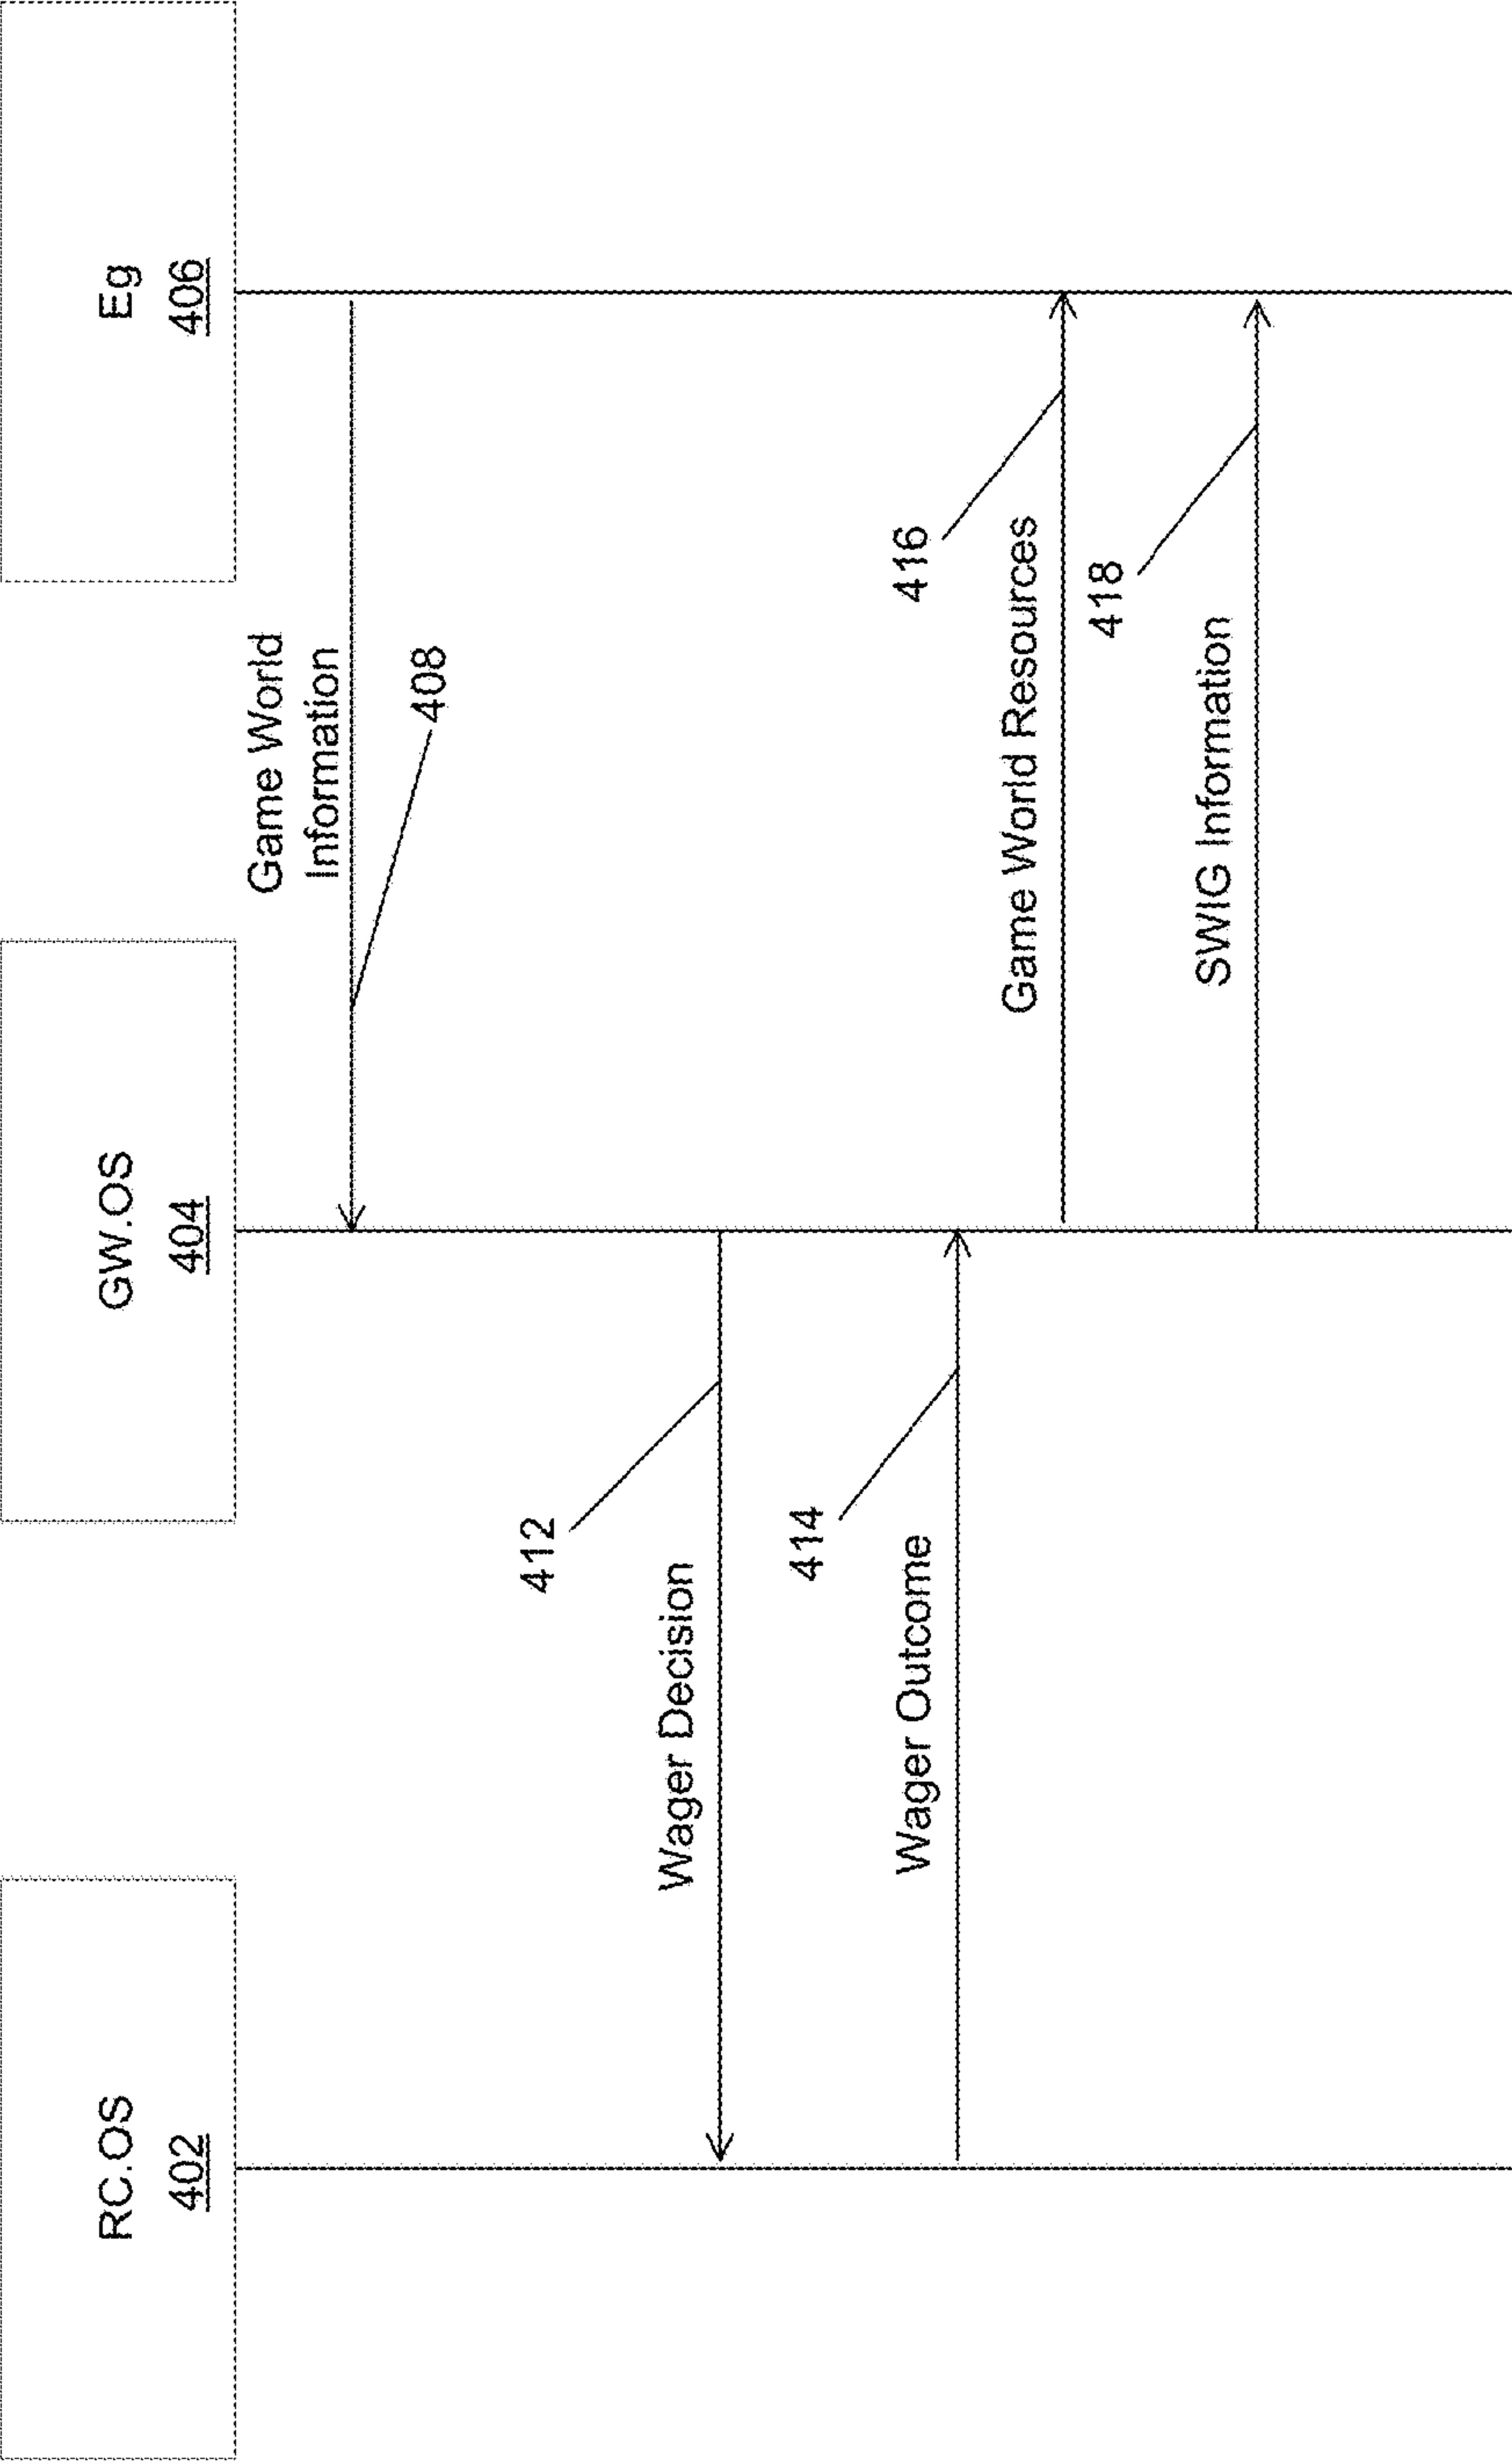 RC.OS
402
GW.OS
404
Eg
406
Game World
Information
408
412
Wager Decision
414
Wager Outcome
416
Game World Resources
418
SWIG Information